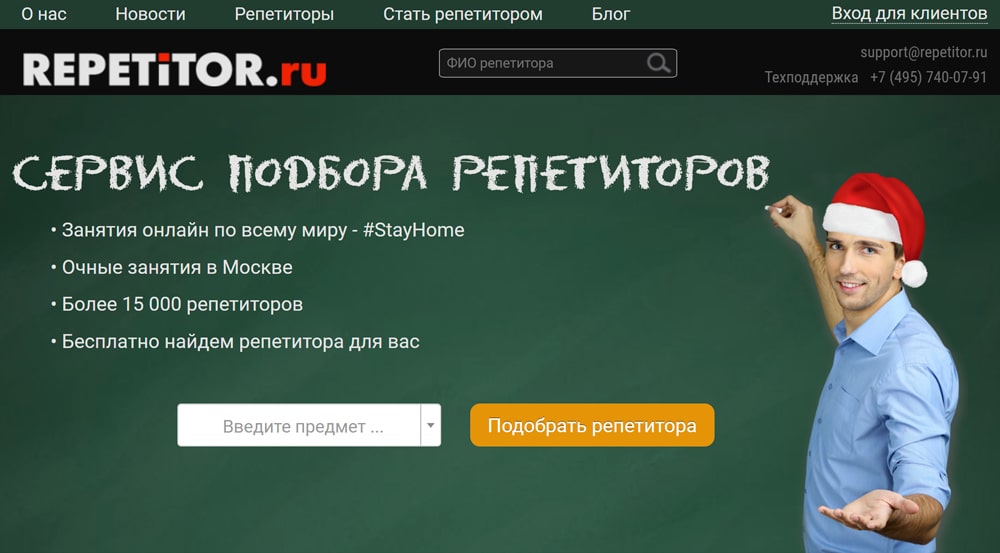 О нас Новости Репетиторы Стать репетитором Блог Вход для клиентов
REPETiTOR.ru
ФИО репетитора
support@repetitor.ru
Техподдержка +7 (495) 740-07-91
СЕРВИС ПОДБОРА РЕПЕТИТОРОВ
• Занятия онлайн по всему миру - #StayHome
• Очные занятия в Москве
• Более 15 000 репетиторов
• Бесплатно найдем репетитора для вас
Введите предмет ... Подобрать репетитора